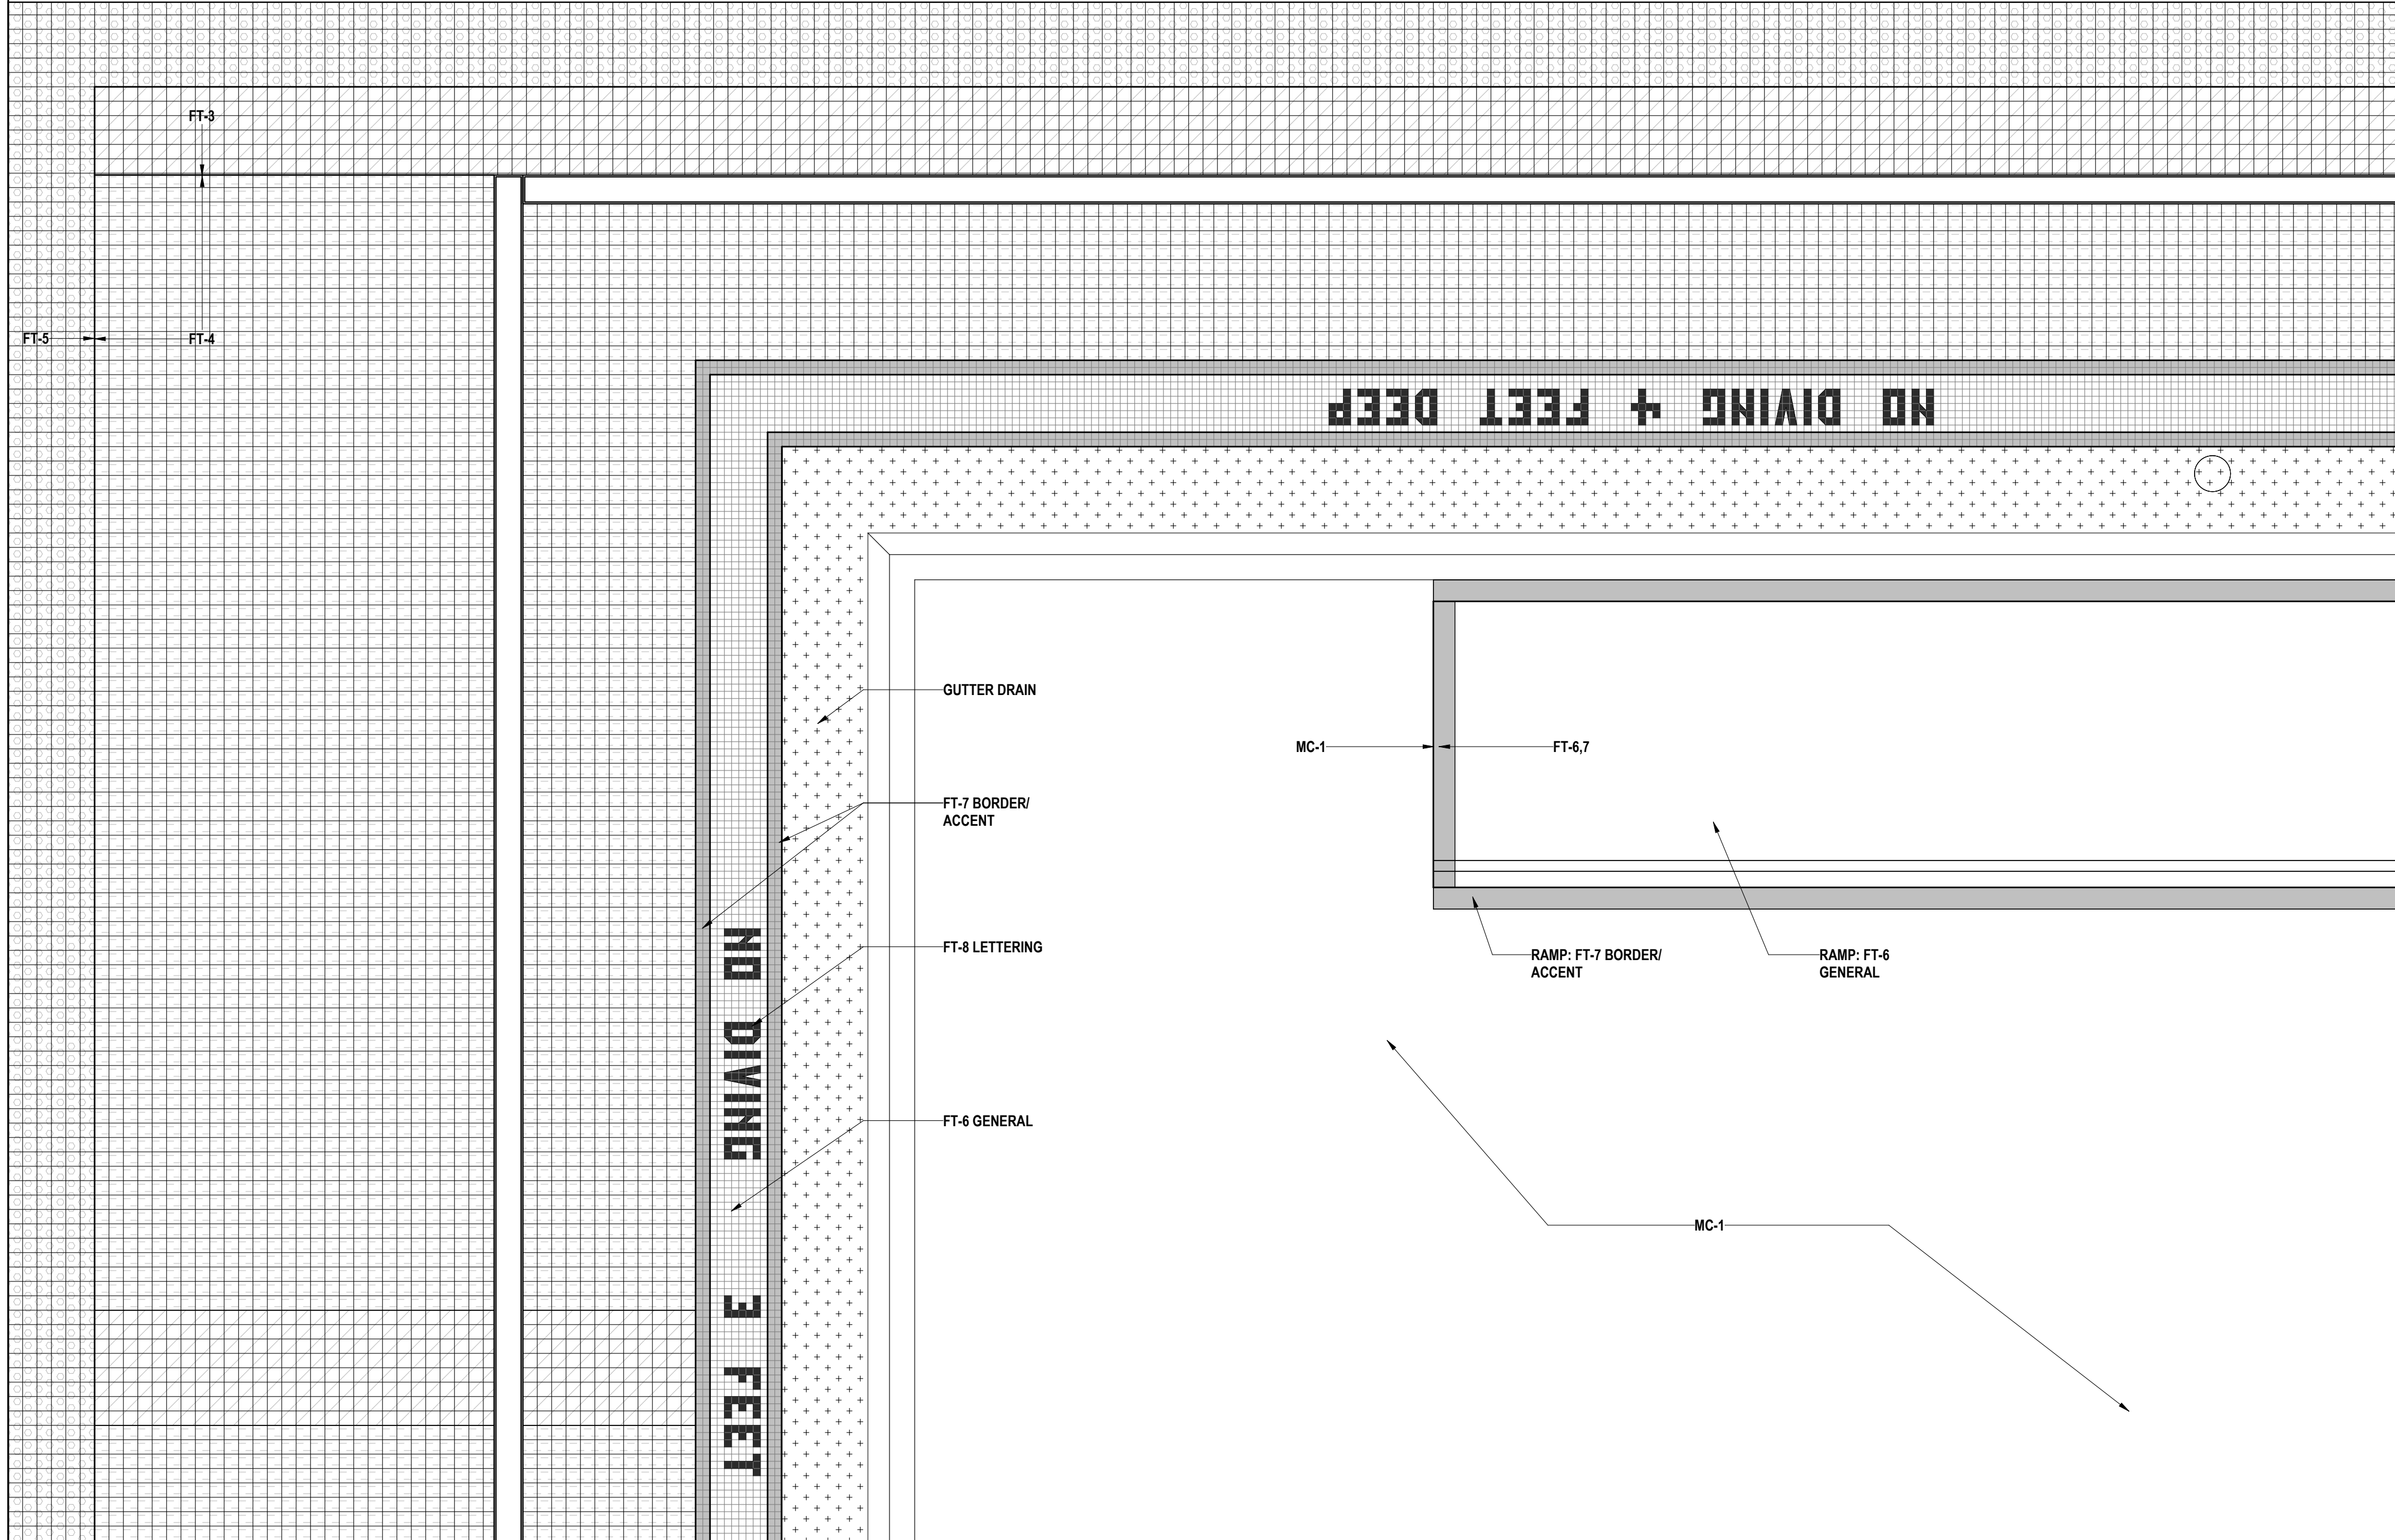 FT-3
FT-5
FT-4
NO DIVING 4 FEET DEEP
GUTTER DRAIN
MC-1
FT-6,7
FT-7 BORDER/
ACCENT
FT-8 LETTERING
RAMP: FT-7 BORDER/
ACCENT
RAMP: FT-6
GENERAL
FT-6 GENERAL
MC-1
NO DIVING 3 FEET